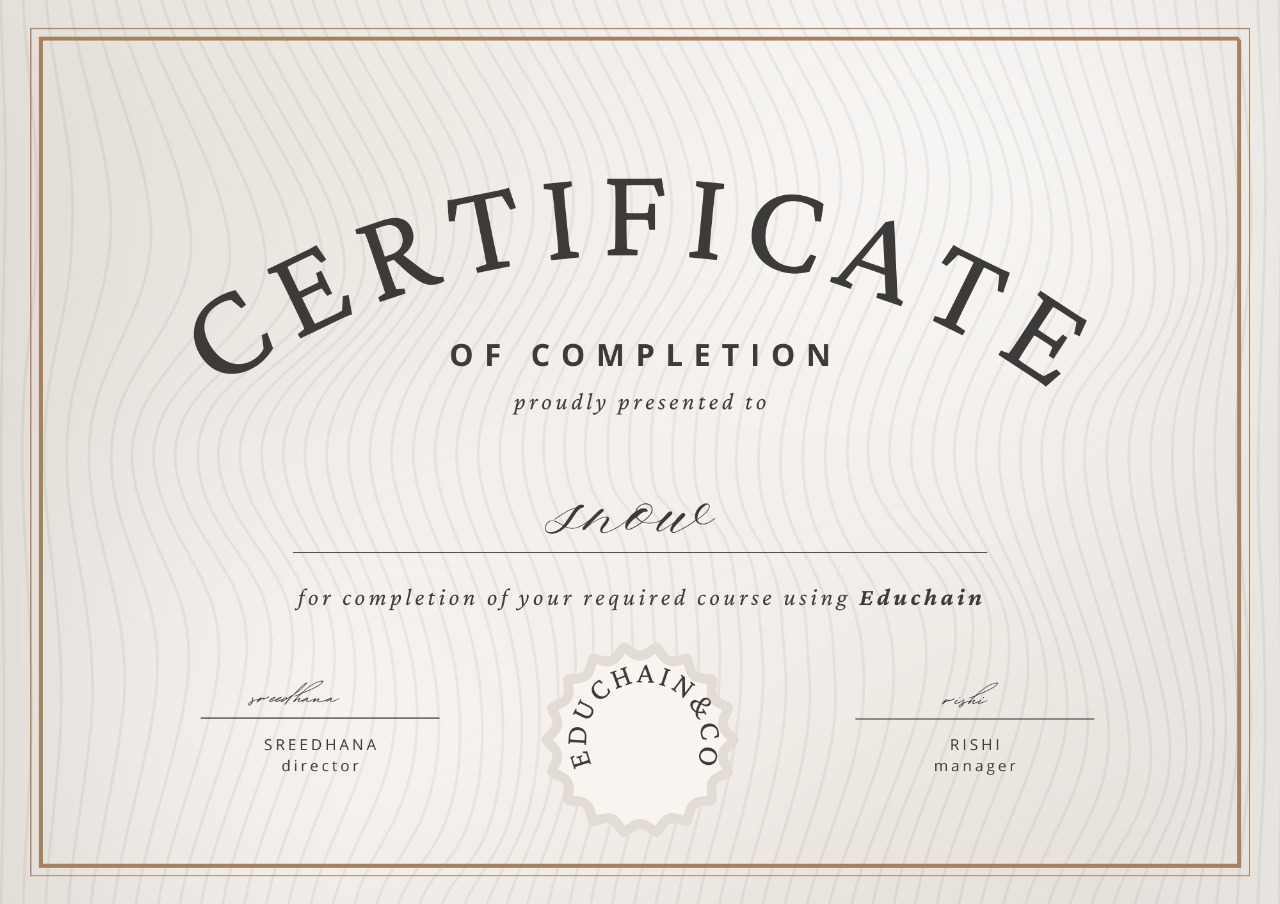 CERTIFICATE
OF COMPLETION
proudly presented to
snow
for completion of your required course using Educhain
EDUCHAIN&CO
sreedhana
rishi
SREEDHANA
director
RISHI
manager